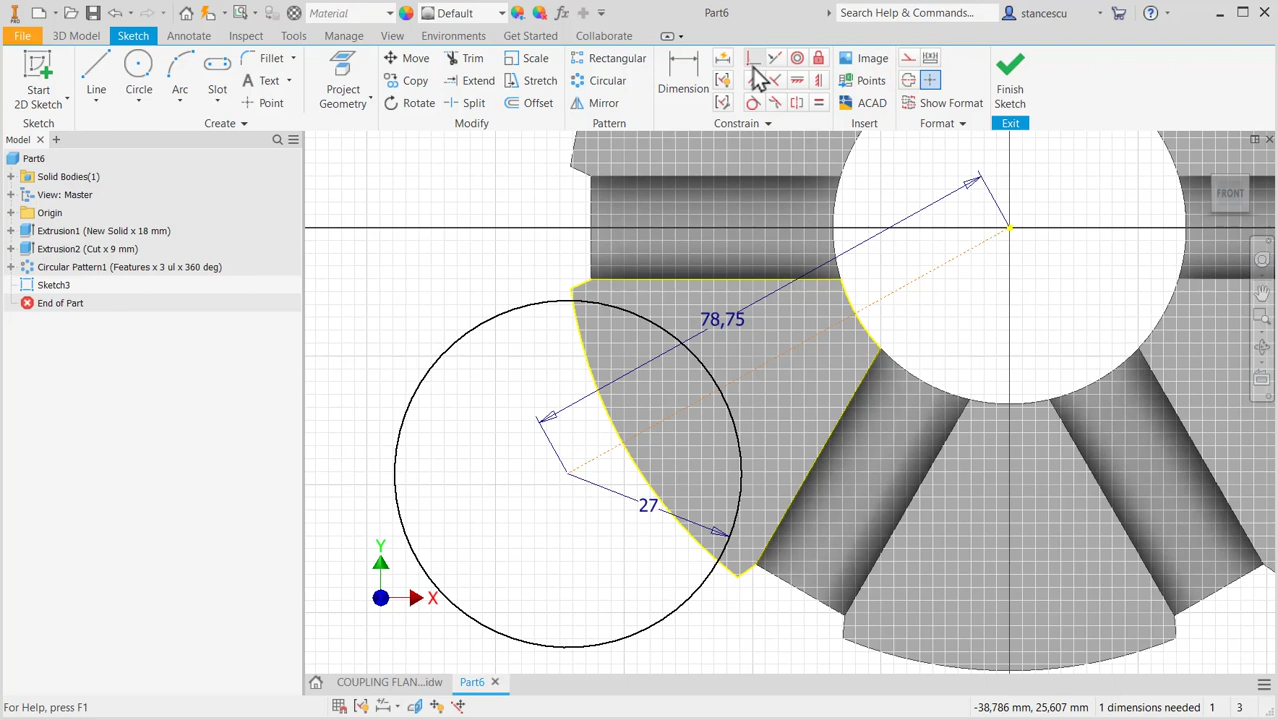 PRO
Material
Default
fx
Part6
Search Help & Commands...
stancescu
File
3D Model
Sketch
Annotate
Inspect
Tools
Manage
View
Environments
Get Started
Collaborate
Start
2D Sketch
Line
Circle
Arc
Slot
Fillet
Text
Point
Project
Geometry
Move
Copy
Rotate
Trim
Extend
Split
Scale
Stretch
Offset
Rectangular
Circular
Mirror
Dimension
Image
Points
ACAD
Show Format
Finish
Sketch
Sketch
Create
Modify
Pattern
Constrain
Insert
Format
Exit
Model
Part6
Solid Bodies(1)
View: Master
Origin
Extrusion1 (New Solid x 18 mm)
Extrusion2 (Cut x 9 mm)
Circular Pattern1 (Features x 3 ul x 360 deg)
Sketch3
End of Part
FRONT
78,75
27
Y
X
COUPLING FLAN...idw
Part6
For Help, press F1
-38,786 mm, 25,607 mm
1 dimensions needed
1
3